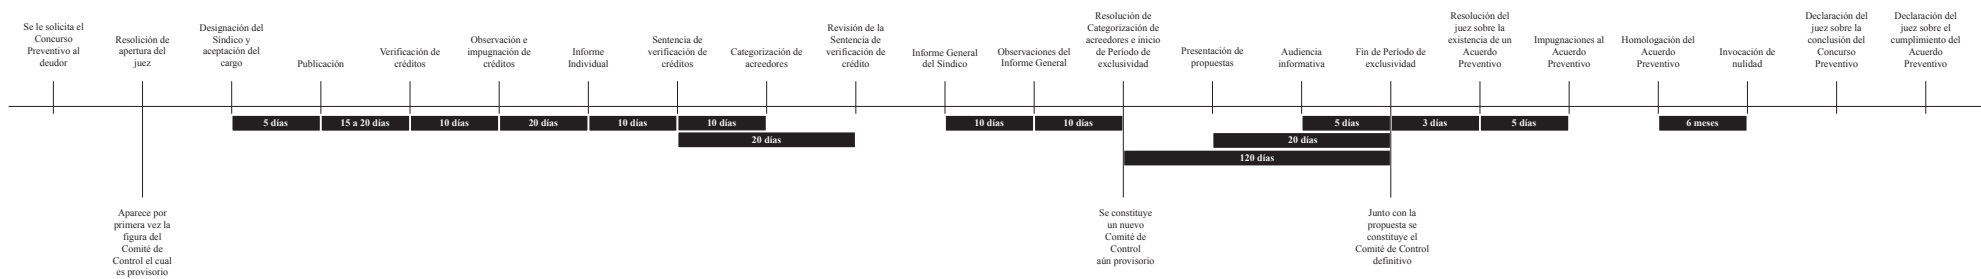 Se le solicita el
Concurso
Preventivo al
deudor
Resolición de
apertura del
juez
Designación del
Síndico y
aceptación del
cargo
Publicación
Verificación de
créditos
Observación e
impugnación de
créditos
Informe
Individual
Sentencia de
verificación de
créditos
Categorización de
acreedores
Revisión de la
Sentencia de
verificación de
crédito
Informe General
del Síndico
Observaciones del
Informe General
Resolución de
Categorización de
acreedores e inicio
de Período de
exclusividad
Presentación de
propuestas
Audiencia
informativa
Fin de Período de
exclusividad
Resolución del
juez sobre la
existencia de un
Acuerdo
Preventivo
Impugnaciones al
Acuerdo
Preventivo
Homologación del
Acuerdo
Preventivo
Invocación de
nulidad
Declaración del
juez sobre la
conclusión del
Concurso
Preventivo
Declaración del
juez sobre el
cumplimiento del
Acuerdo
Preventivo
5 días
15 a 20 días
10 días
20 días
10 días
10 días
20 días
10 días
10 días
5 días
3 días
5 días
6 meses
20 días
120 días
Aparece por
primera vez la
figura del
Comité de
Control el cual
es provisorio
Se constituye
un nuevo
Comité de
Control
aún provisorio
Junto con la
propuesta se
constituye el
Comité de Control
definitivo